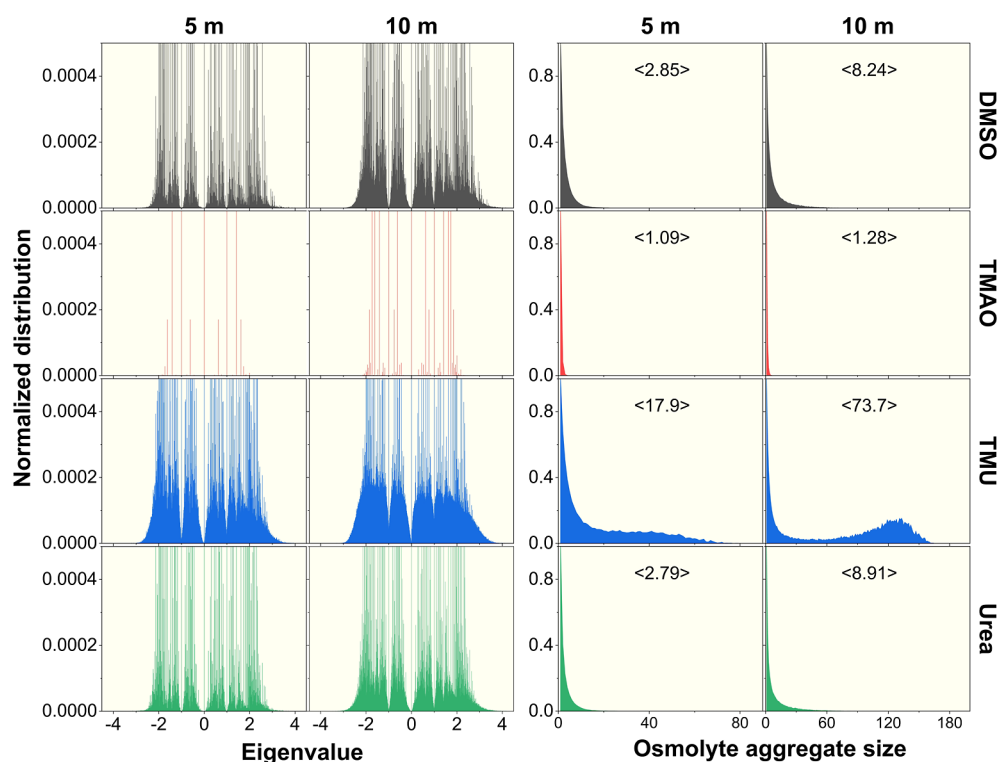 5 m 10 m 5 m 10 m
0.0004 0.8 <2.85> <8.24>
0.0002 0.4
0.0000 0.0
DMSO
0.0004 0.8 <1.09> <1.28>
0.0002 0.4
0.0000 0.0
TMAO
Normalized distribution
0.0004 0.8 <17.9> <73.7>
0.0002 0.4
0.0000 0.0
TMU
0.0004 0.8 <2.79> <8.91>
0.0002 0.4
0.0000 0.0
Urea
-4 -2 0 2 4 -4 -2 0 2 4 0 40 80 0 60 120 180
Eigenvalue Osmolyte aggregate size